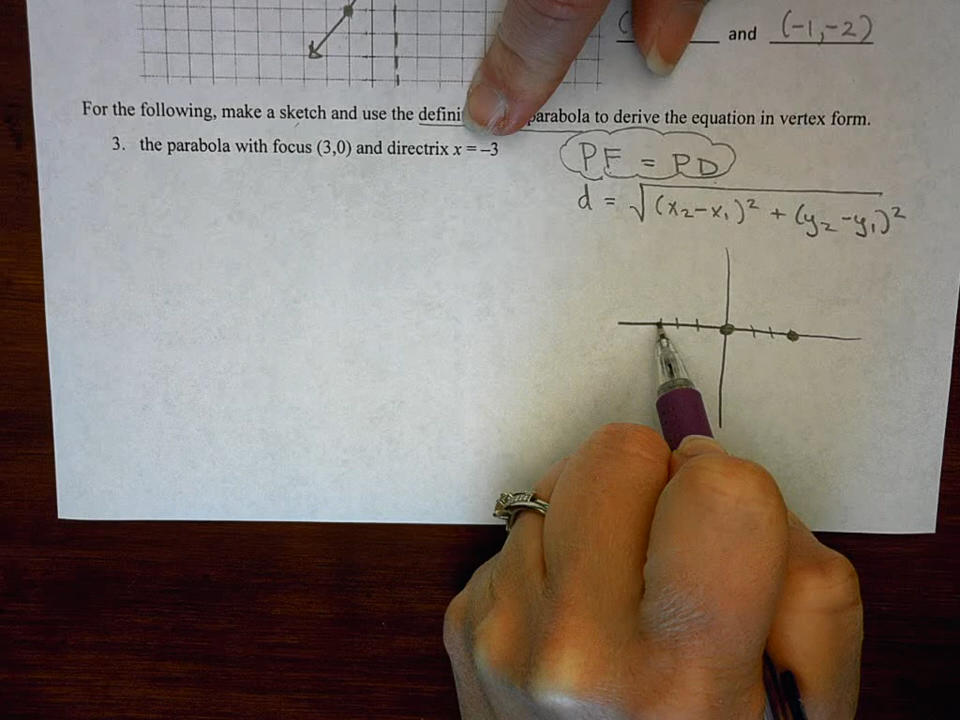 ( and (-1,-2)
For the following, make a sketch and use the defini parabola to derive the equation in vertex form.
3. the parabola with focus (3,0) and directrix x = –3
PF = PD
d = √(x₂-x₁)² + (y₂-y₁)²